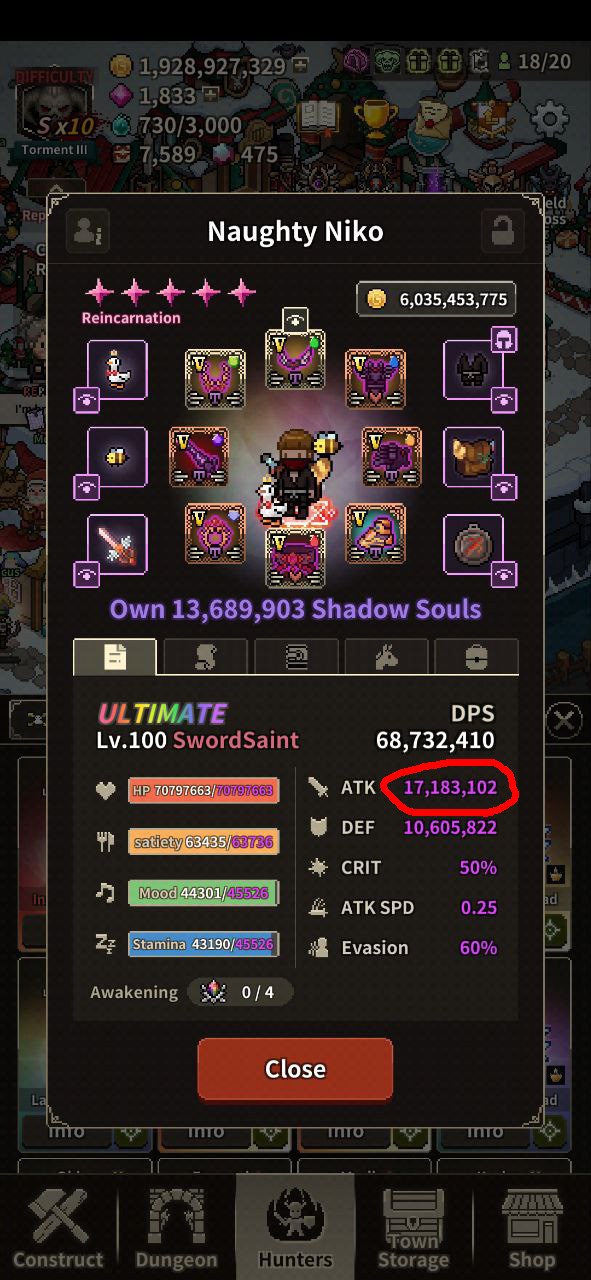 DIFFICULTY
1,928,927,329
18/20
S x10
1,833
730/3,000
Torment III
7,589
475
Naughty Niko
Reincarnation
6,035,453,775
V
V
V
V
V
V
V
V
Own 13,689,903 Shadow Souls
ULTIMATE
DPS
Lv.100 SwordSaint
68,732,410
HP 70797663/70797663
ATK 17,183,102
satiety 63435/63736
DEF 10,605,822
Mood 44301/45526
CRIT 50%
ATK SPD 0.25
Stamina 43190/45526
Evasion 60%
Awakening 0 / 4
Close
Info
Info
Info
Info
Construct
Dungeon
Hunters
Town Storage
Shop